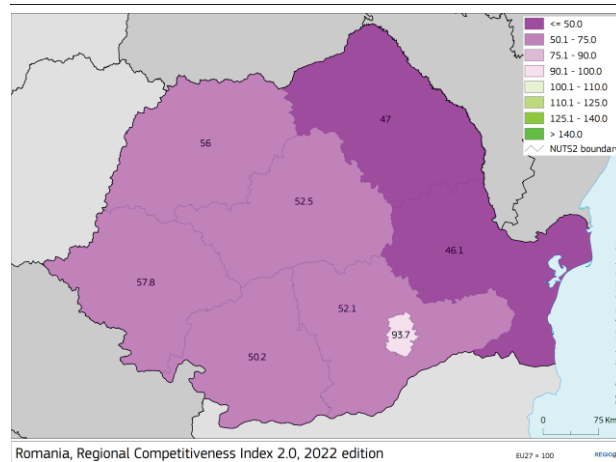 <= 50.0
50.1 - 75.0
75.1 - 90.0
90.1 - 100.0
100.1 - 110.0
110.1 - 125.0
125.1 - 140.0
> 140.0
NUTS2 boundary
47
56
52.5
46.1
57.8
52.1
93.7
50.2
0 75 Km
Romania, Regional Competitiveness Index 2.0, 2022 edition
EU27 = 100
REGIO